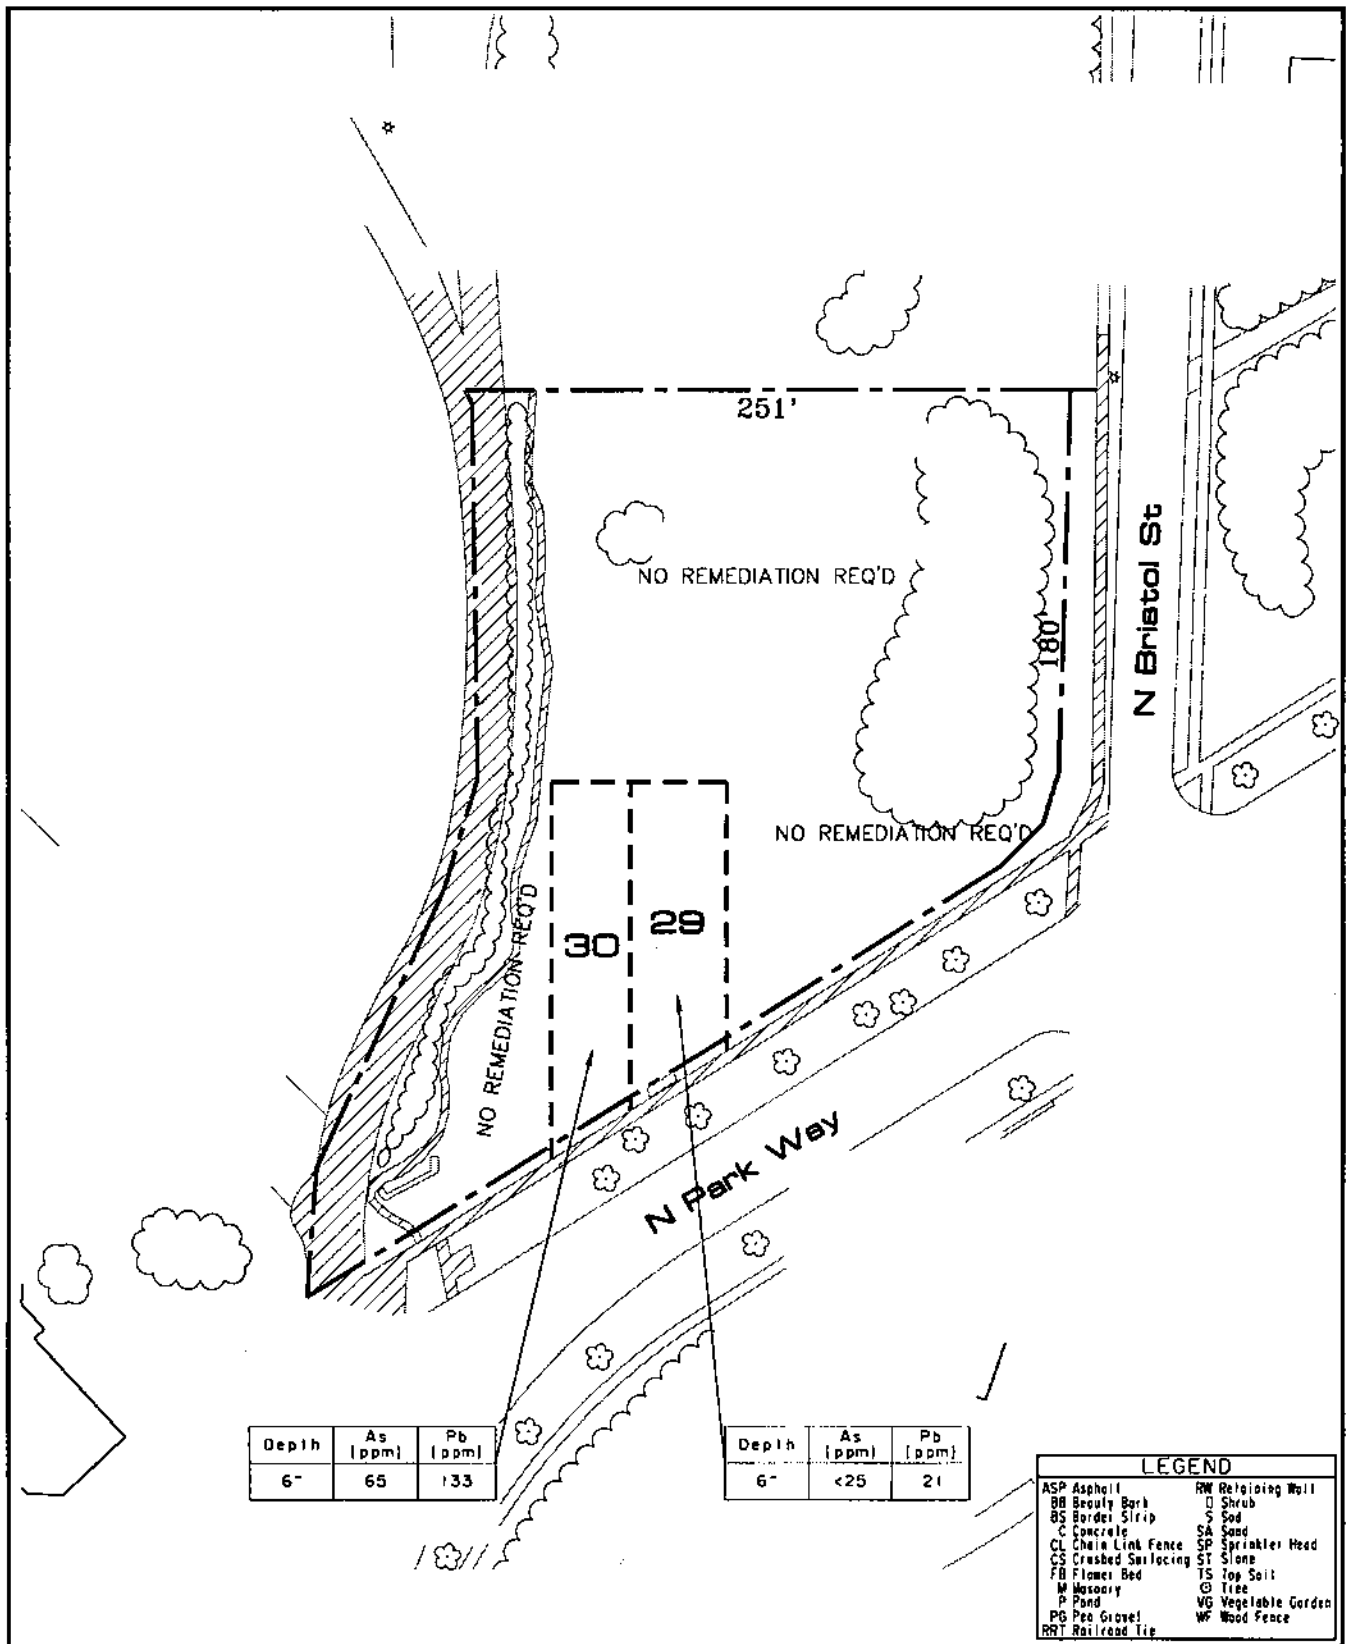 251'
NO REMEDIATION REQ'D
180'
N Bristol St
NO REMEDIATION REQ'D
NO REMEDIATION REQ'D
30
29
N Park Way
Depth As (ppm) Pb (ppm)
6" 65 133
Depth As (ppm) Pb (ppm)
6" <25 21
LEGEND
ASP Asphalt RW Retaining Wall
BB Beauty Bark Shrub
BS Border Strip S Sod
C Concrete SA Sand
CL Chain Link Fence SP Sprinkler Head
CS Crushed Surfacing ST Stone
FB Flower Bed TS Top Soil
M Masonry Tree
P Pond VG Vegetable Garden
PG Pea Gravel WF Wood Fence
RRT Railroad Tie